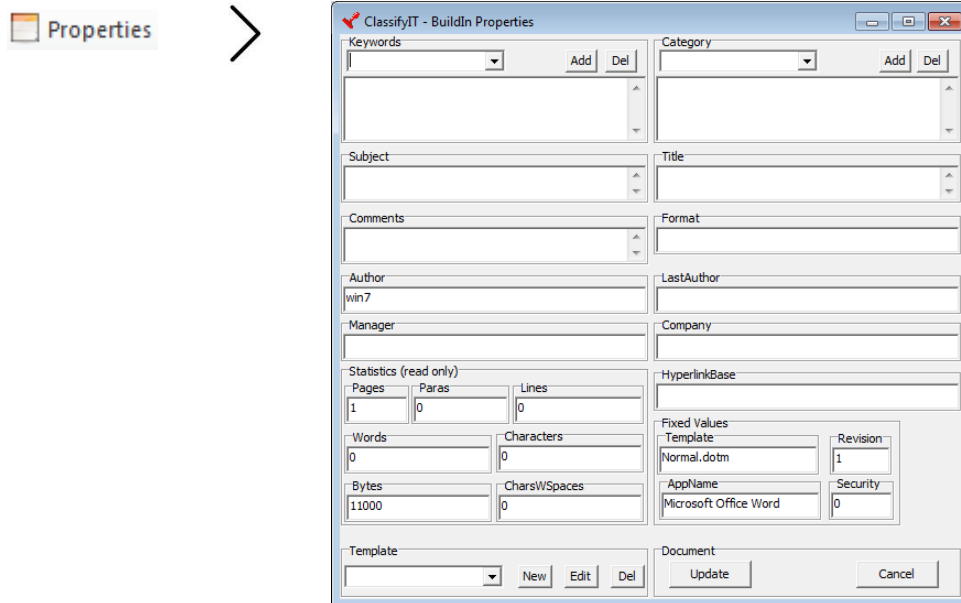 Properties
ClassifyIT - BuildIn Properties
Keywords
Add Del
Category
Add Del
Subject
Title
Comments
Format
Author
win7
LastAuthor
Manager
Company
Statistics (read only)
Pages Paras Lines
1 0 0
Words Characters
0 0
Bytes CharsWSpaces
11000 0
HyperlinkBase
Fixed Values
Template Revision
Normal.dotm 1
AppName Security
Microsoft Office Word 0
Template
New Edit Del
Document
Update Cancel